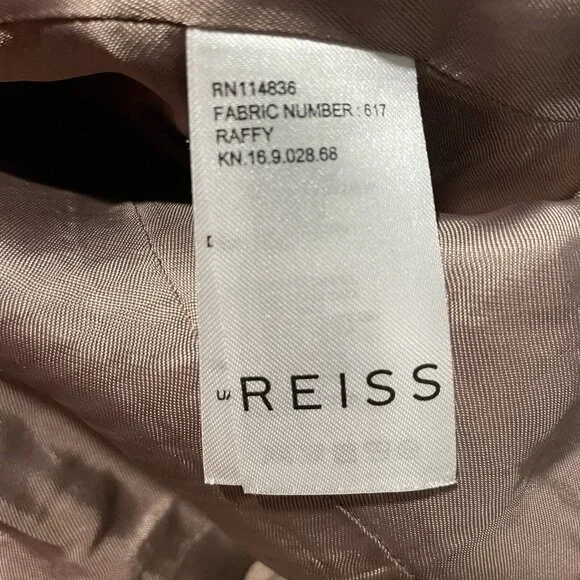 RN114836
FABRIC NUMBER : 617
RAFFY
KN.16.9.028.68
REISS